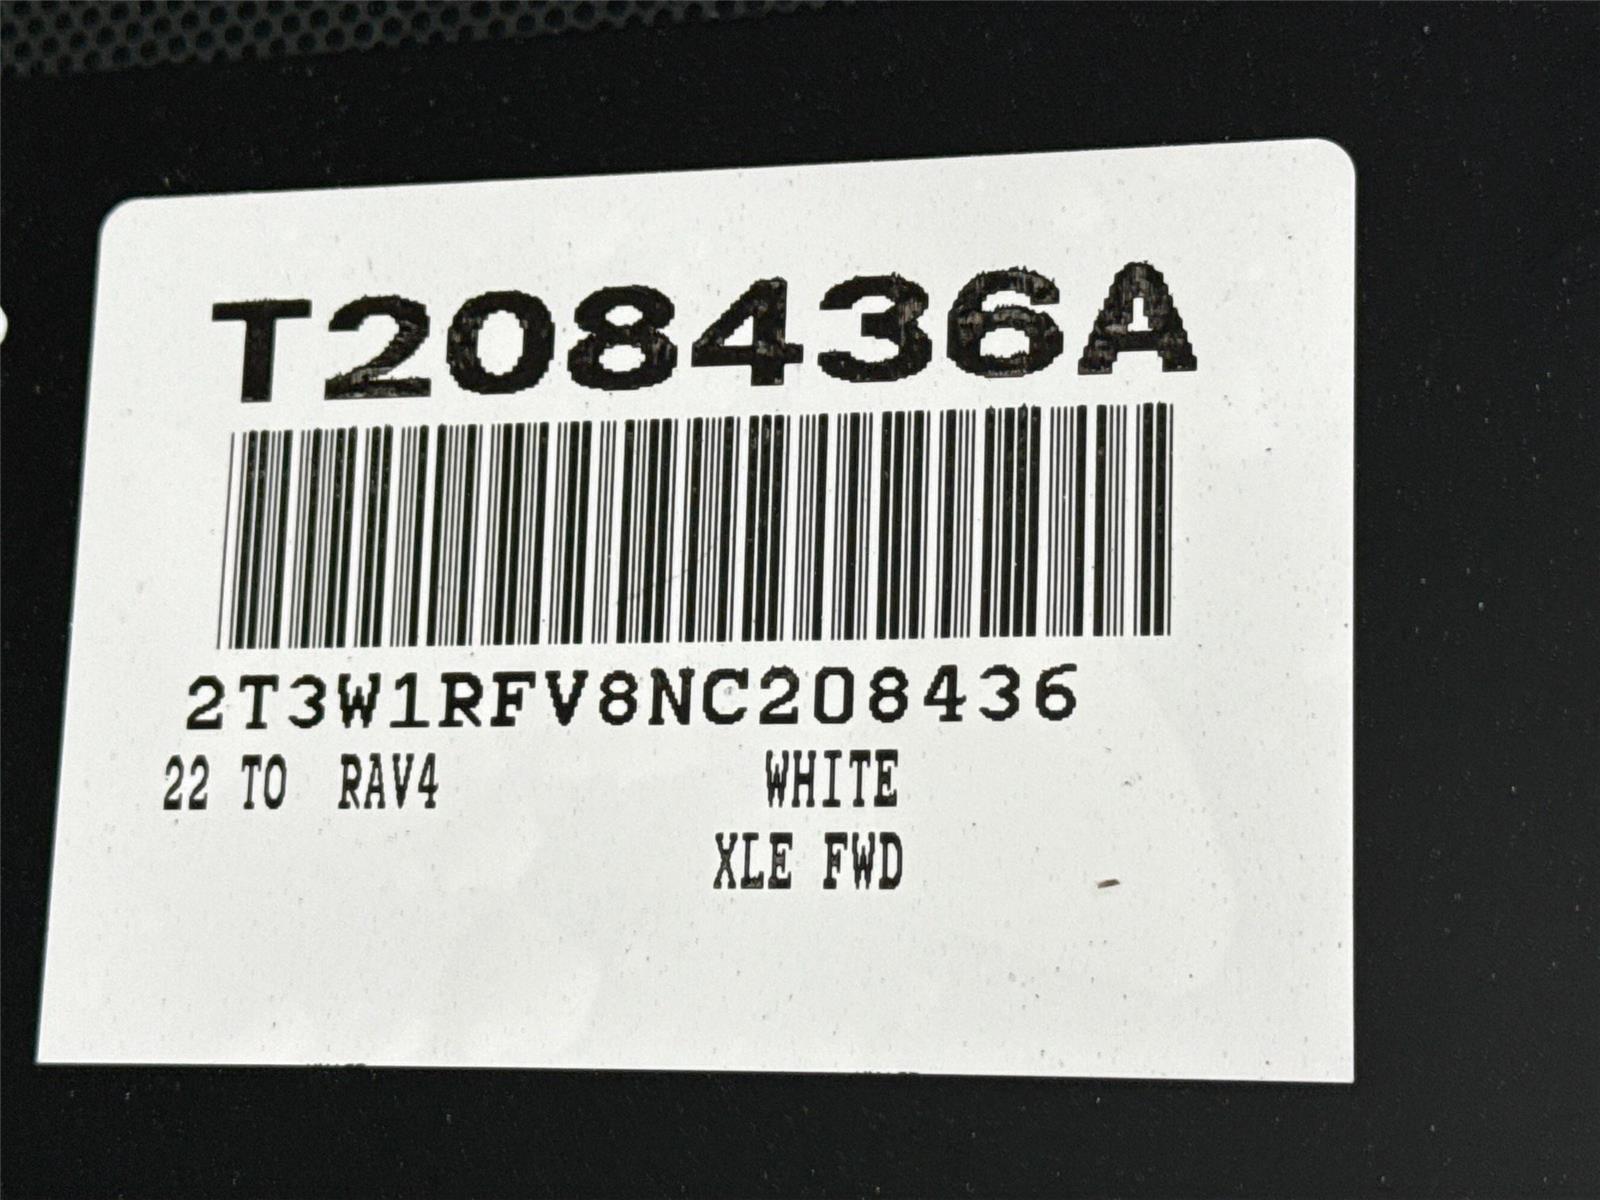 T208436A
2T3W1RFV8NC208436
22 TO RAV4 WHITE
XLE FWD